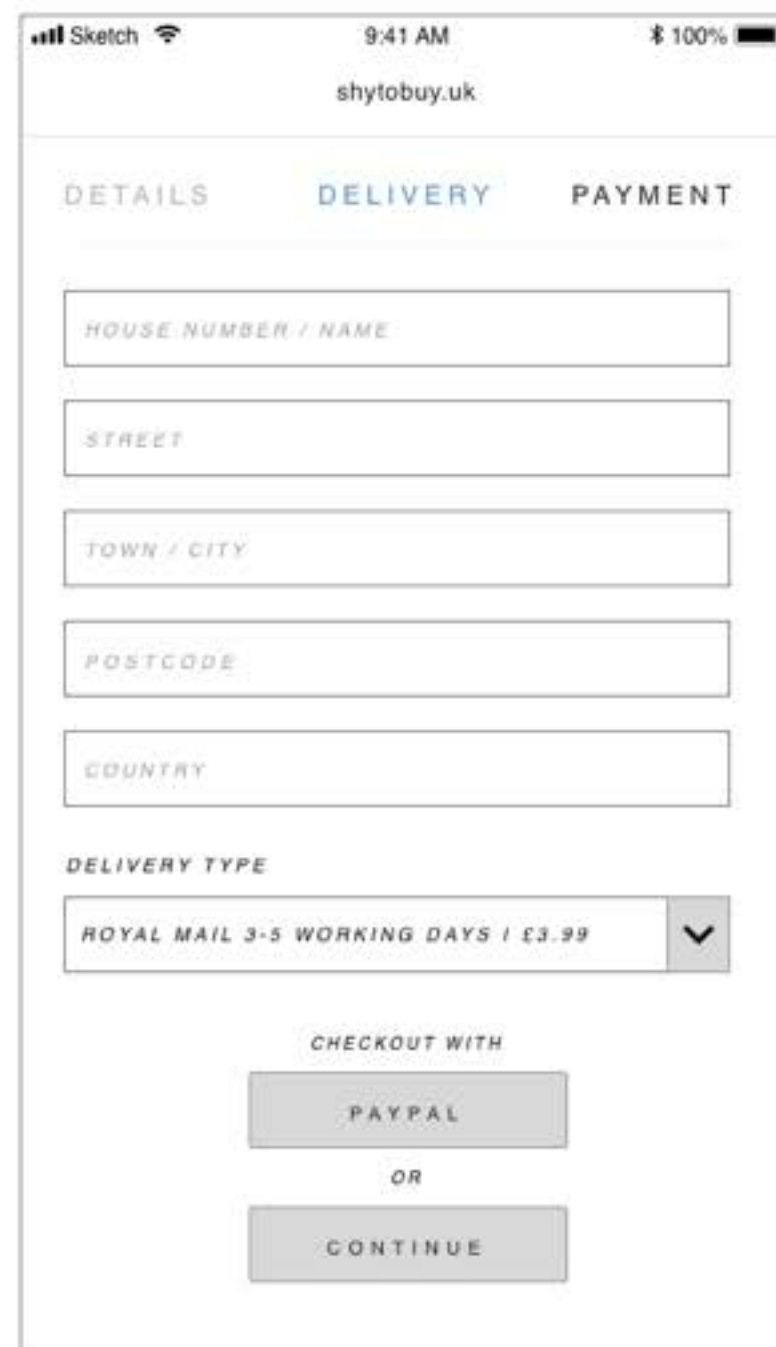 Sketch 9:41 AM 100%
shytobuy.uk
DETAILS DELIVERY PAYMENT
HOUSE NUMBER / NAME
STREET
TOWN / CITY
POSTCODE
COUNTRY
DELIVERY TYPE
ROYAL MAIL 3-5 WORKING DAYS | £3.99
CHECKOUT WITH
PAYPAL
OR
CONTINUE